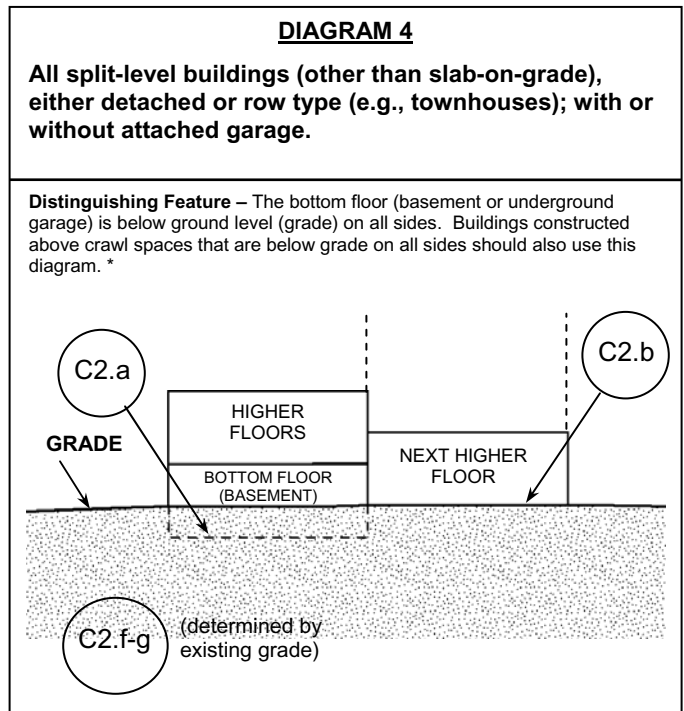 DIAGRAM 4
All split-level buildings (other than slab-on-grade),
either detached or row type (e.g., townhouses); with or
without attached garage.
Distinguishing Feature – The bottom floor (basement or underground
garage) is below ground level (grade) on all sides. Buildings constructed
above crawl spaces that are below grade on all sides should also use this
diagram. *
C2.a
C2.b
HIGHER
FLOORS
GRADE
NEXT HIGHER
FLOOR
BOTTOM FLOOR
(BASEMENT)
C2.f-g
(determined by
existing grade)